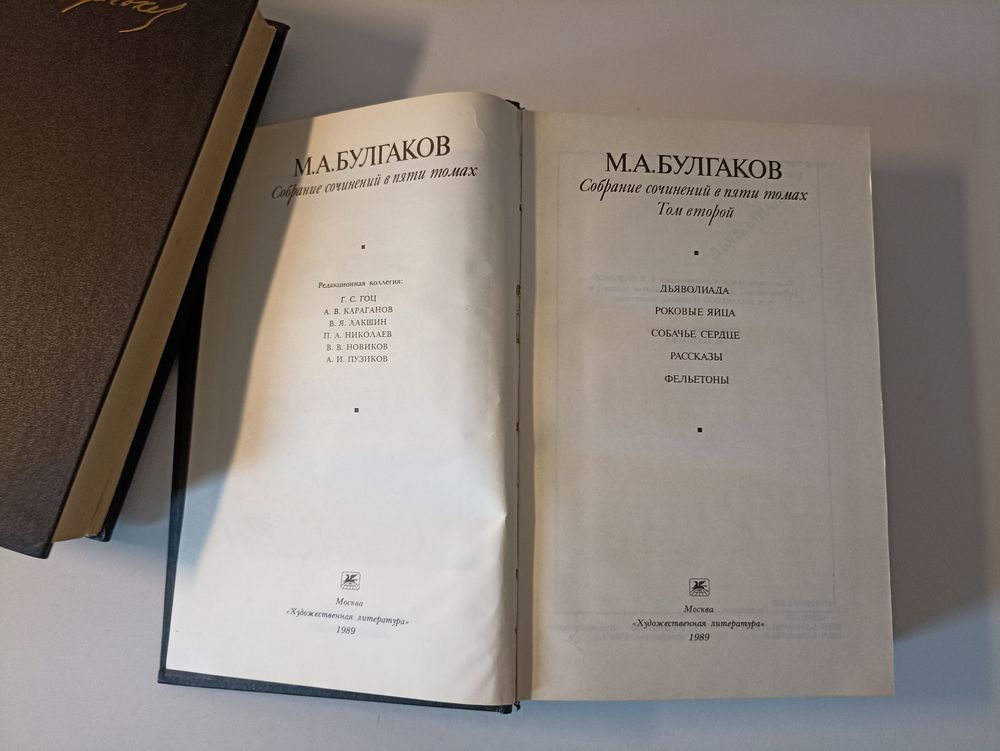 М.А.БУЛГАКОВ
Собрание сочинений в пяти томах
Редакционная коллегия:
Г. С. ГОЦ
А. В. КАРАГАНОВ
В. Я. ЛАКШИН
П. А. НИКОЛАЕВ
В. В. НОВИКОВ
А. И. ПУЗИКОВ
Москва
«Художественная литература»
1989
М.А.БУЛГАКОВ
Собрание сочинений в пяти томах
Том второй
ДЬЯВОЛИАДА
РОКОВЫЕ ЯЙЦА
СОБАЧЬЕ СЕРДЦЕ
РАССКАЗЫ
ФЕЛЬЕТОНЫ
Москва
«Художественная литература»
1989